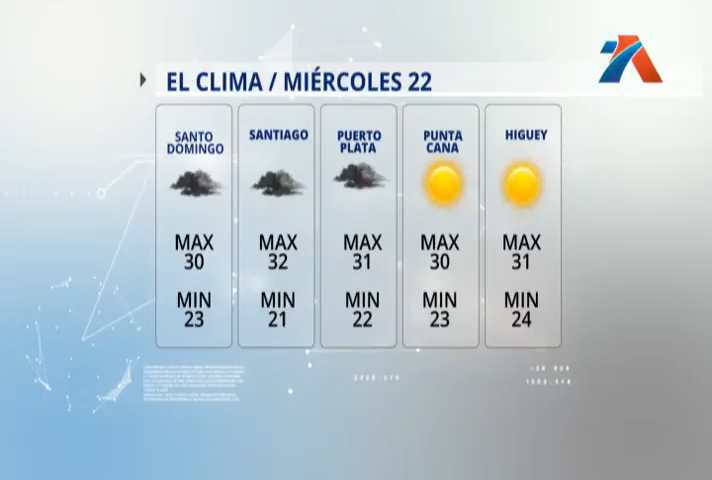 EL CLIMA / MIÉRCOLES 22
SANTO
DOMINGO
MAX
30
MIN
23
SANTIAGO
MAX
32
MIN
21
PUERTO
PLATA
MAX
31
MIN
22
PUNTA
CANA
MAX
30
MIN
23
HIGUEY
MAX
31
MIN
24